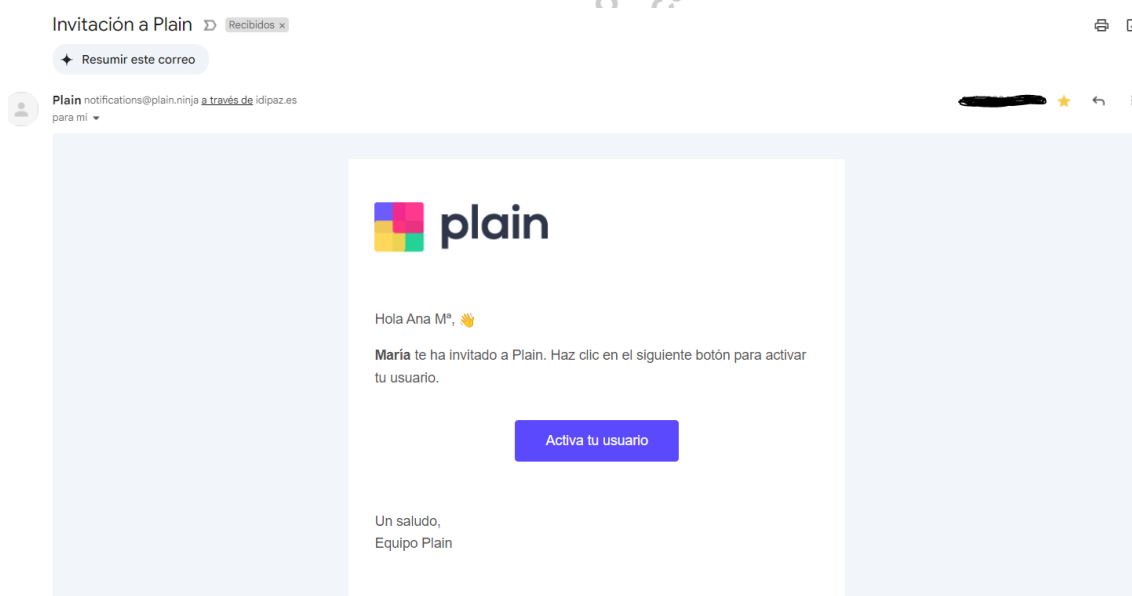 Invitación a Plain Recibidos ×
Resumir este correo
Plain notifications@plain.ninja a través de idipaz.es
para mí
plain
Hola Ana Mª, 👋
María te ha invitado a Plain. Haz clic en el siguiente botón para activar
tu usuario.
Activa tu usuario
Un saludo,
Equipo Plain